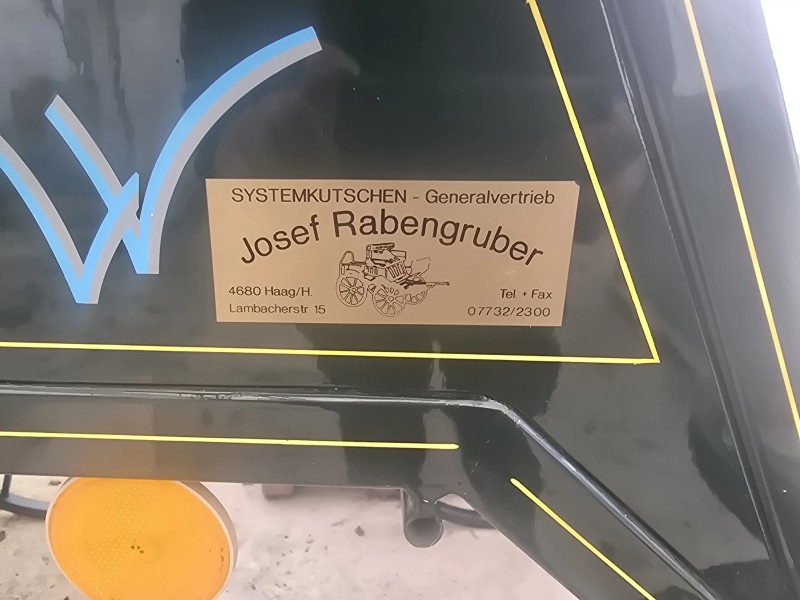 W
SYSTEMKUTSCHEN - Generalvertrieb
Josef Rabengruber
4680 Haag/H.
Lambacherstr 15
Tel. + Fax
07732/2300